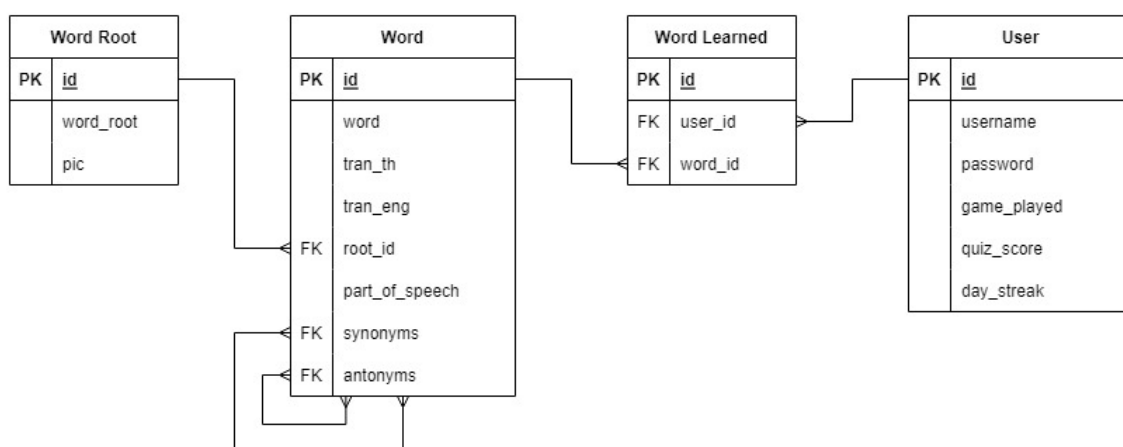 Word Root
PK id
word_root
pic
Word
PK id
word
tran_th
tran_eng
FK root_id
part_of_speech
FK synonyms
FK antonyms
Word Learned
PK id
FK user_id
FK word_id
User
PK id
username
password
game_played
quiz_score
day_streak